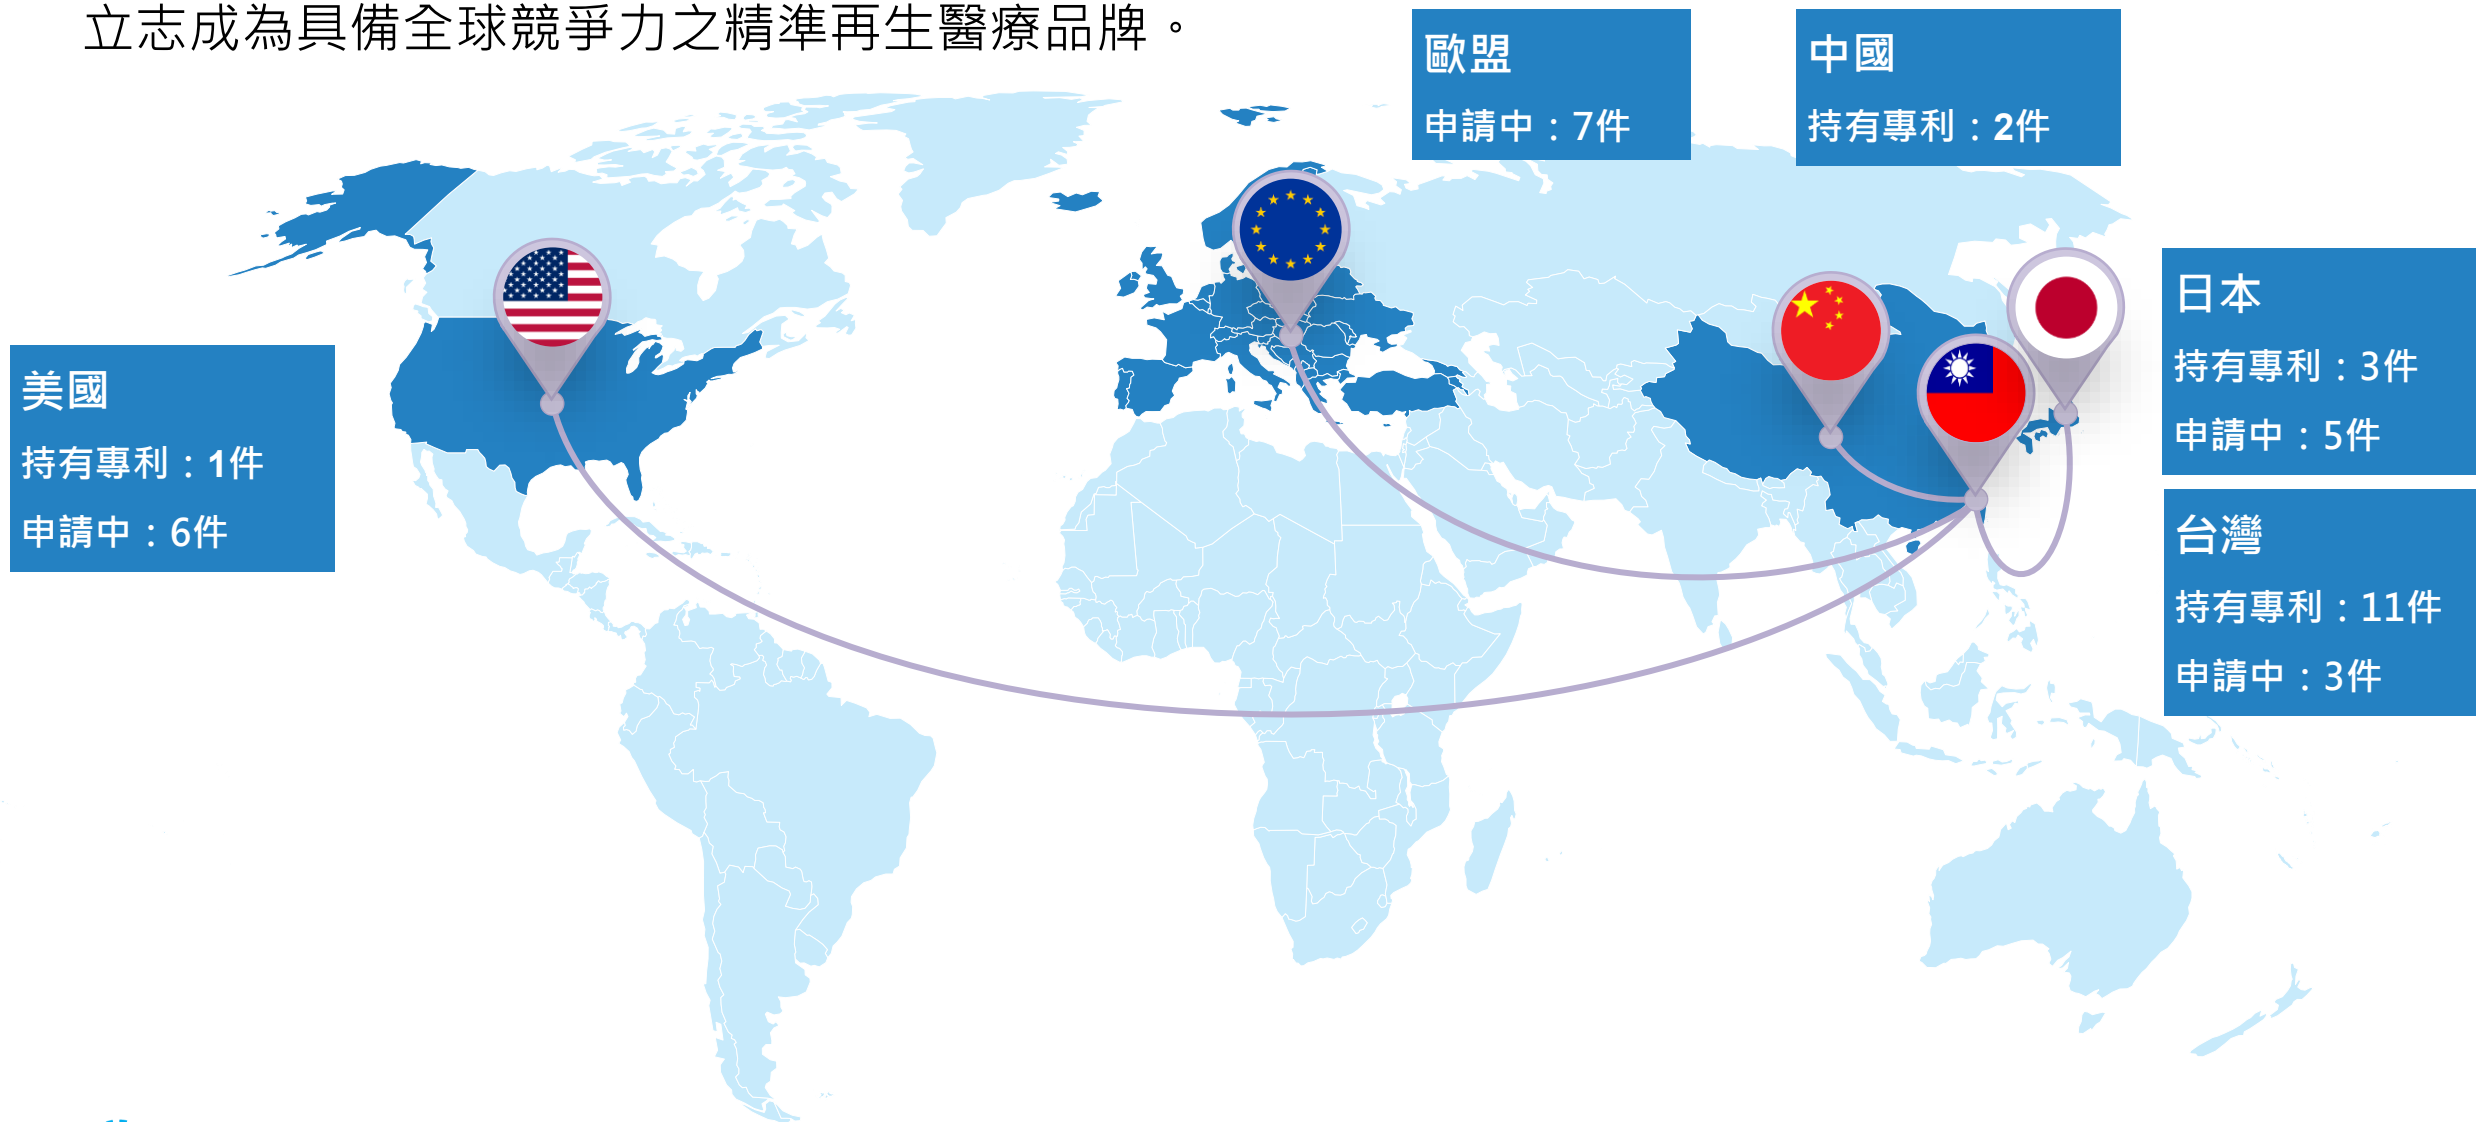 立志成為具備全球競爭力之精準再生醫療品牌。
歐盟
申請中：7件
中國
持有專利：2件
日本
持有專利：3件
申請中：5件
美國
持有專利：1件
申請中：6件
台灣
持有專利：11件
申請中：3件